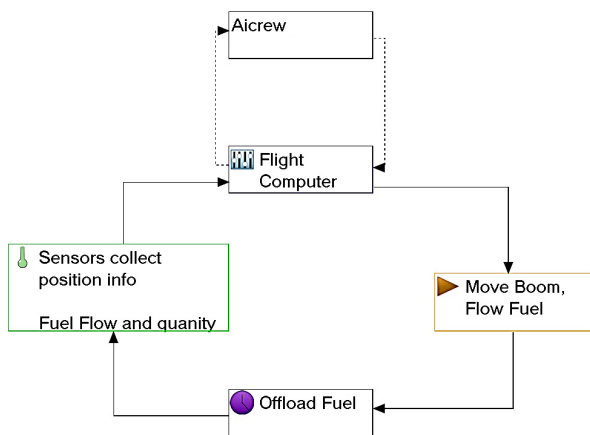 Aicrew
Flight
Computer
Sensors collect
position info
Fuel Flow and quanity
Move Boom,
Flow Fuel
Offload Fuel